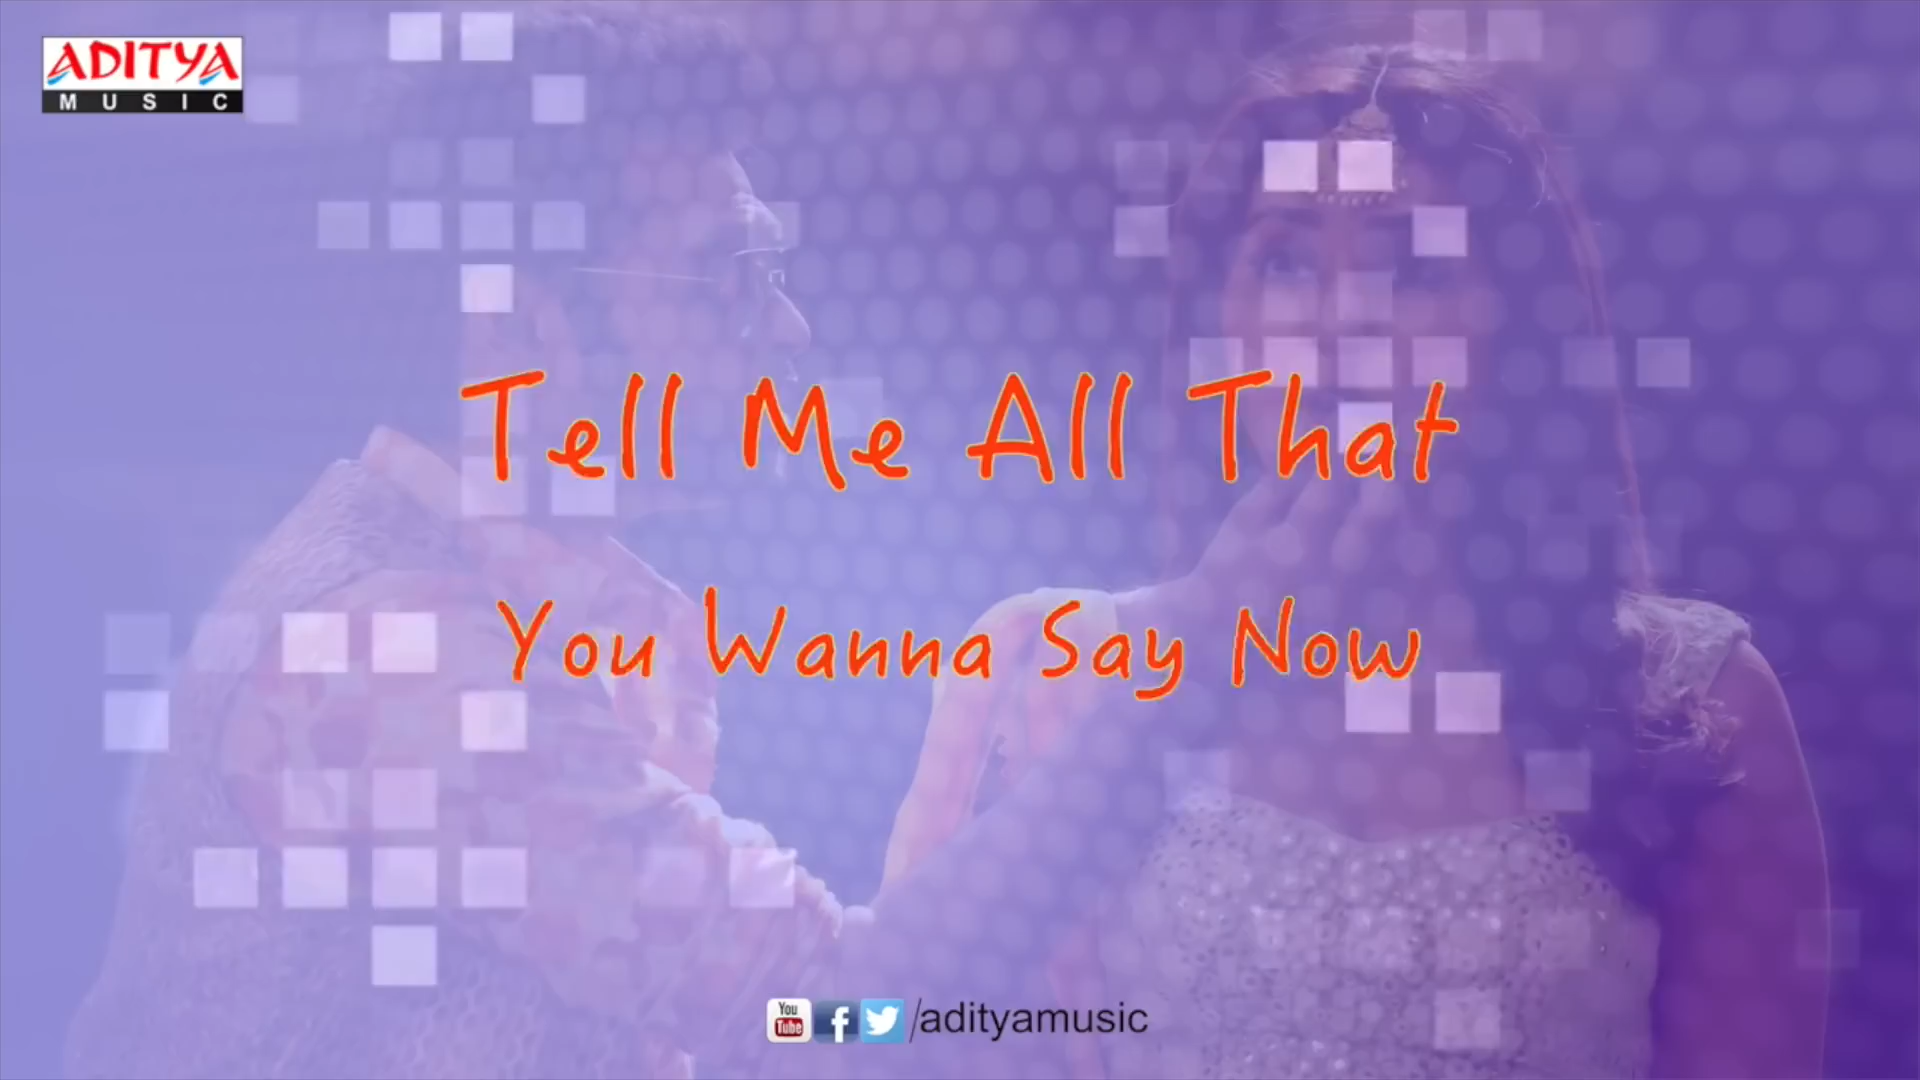 ADITYA
MUSIC
Tell Me All That
You Wanna Say Now
You
Tube
f
/adityamusic